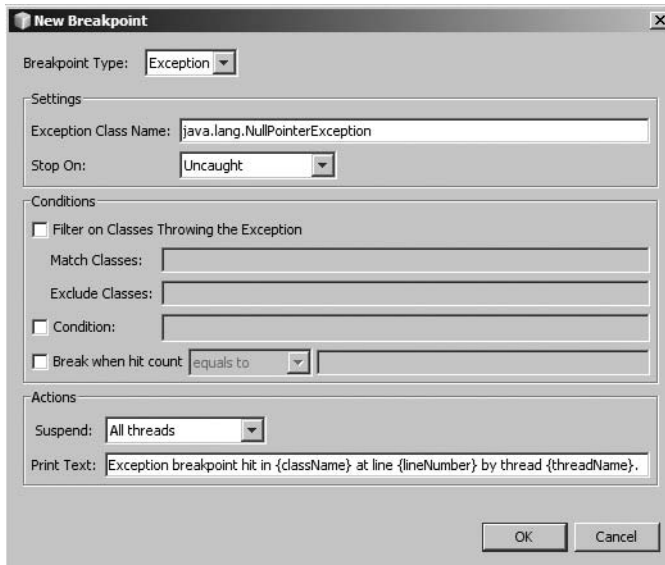 New Breakpoint
Breakpoint Type: Exception
Settings
Exception Class Name: java.lang.NullPointerException
Stop On: Uncaught
Conditions
Filter on Classes Throwing the Exception
Match Classes:
Exclude Classes:
Condition:
Break when hit count equals to
Actions
Suspend: All threads
Print Text: Exception breakpoint hit in {className} at line {lineNumber} by thread {threadName}.
OK Cancel